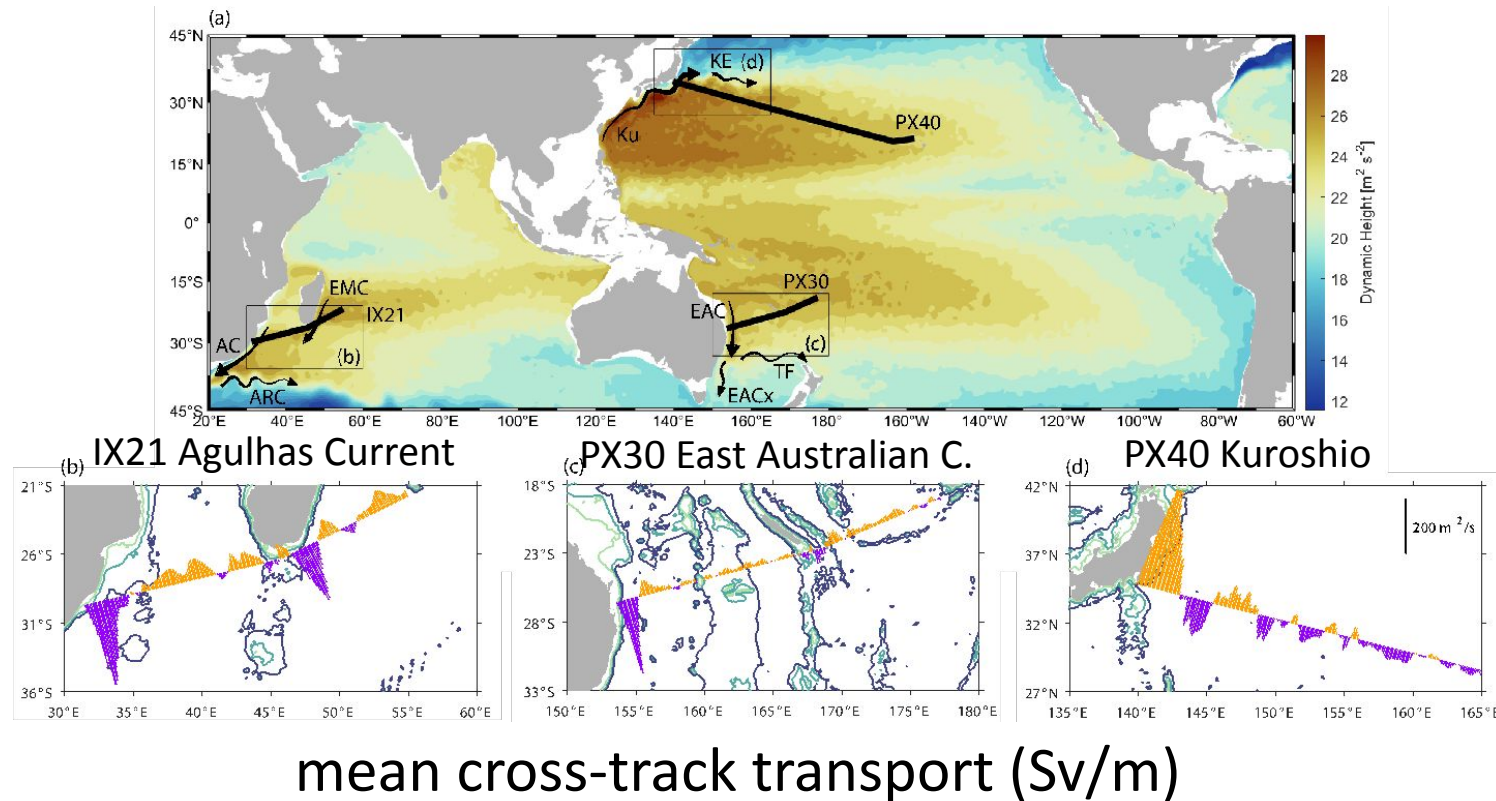 (a)
45°N
30°N
15°N
0°
15°S
30°S
45°S
20°E
40°E
60°E
80°E
100°E
120°E
140°E
160°E
180°E
160°W
140°W
120°W
100°W
80°W
60°W
KE
(d)
Ku
PX40
EMC
IX21
AC
(b)
ARC
PX30
EAC
(c)
TF
EACx
28
26
24
22
20
18
16
14
12
Dynamic Height [m² s⁻²]
IX21 Agulhas Current
PX30 East Australian C.
PX40 Kuroshio
(b)
21°S
26°S
31°S
36°S
30°E
35°E
40°E
45°E
50°E
55°E
60°E
(c)
18°S
23°S
28°S
33°S
150°E
155°E
160°E
165°E
170°E
175°E
180°E
(d)
42°N
37°N
32°N
27°N
135°E
140°E
145°E
150°E
155°E
160°E
165°E
200 m²/s
mean cross-track transport (Sv/m)